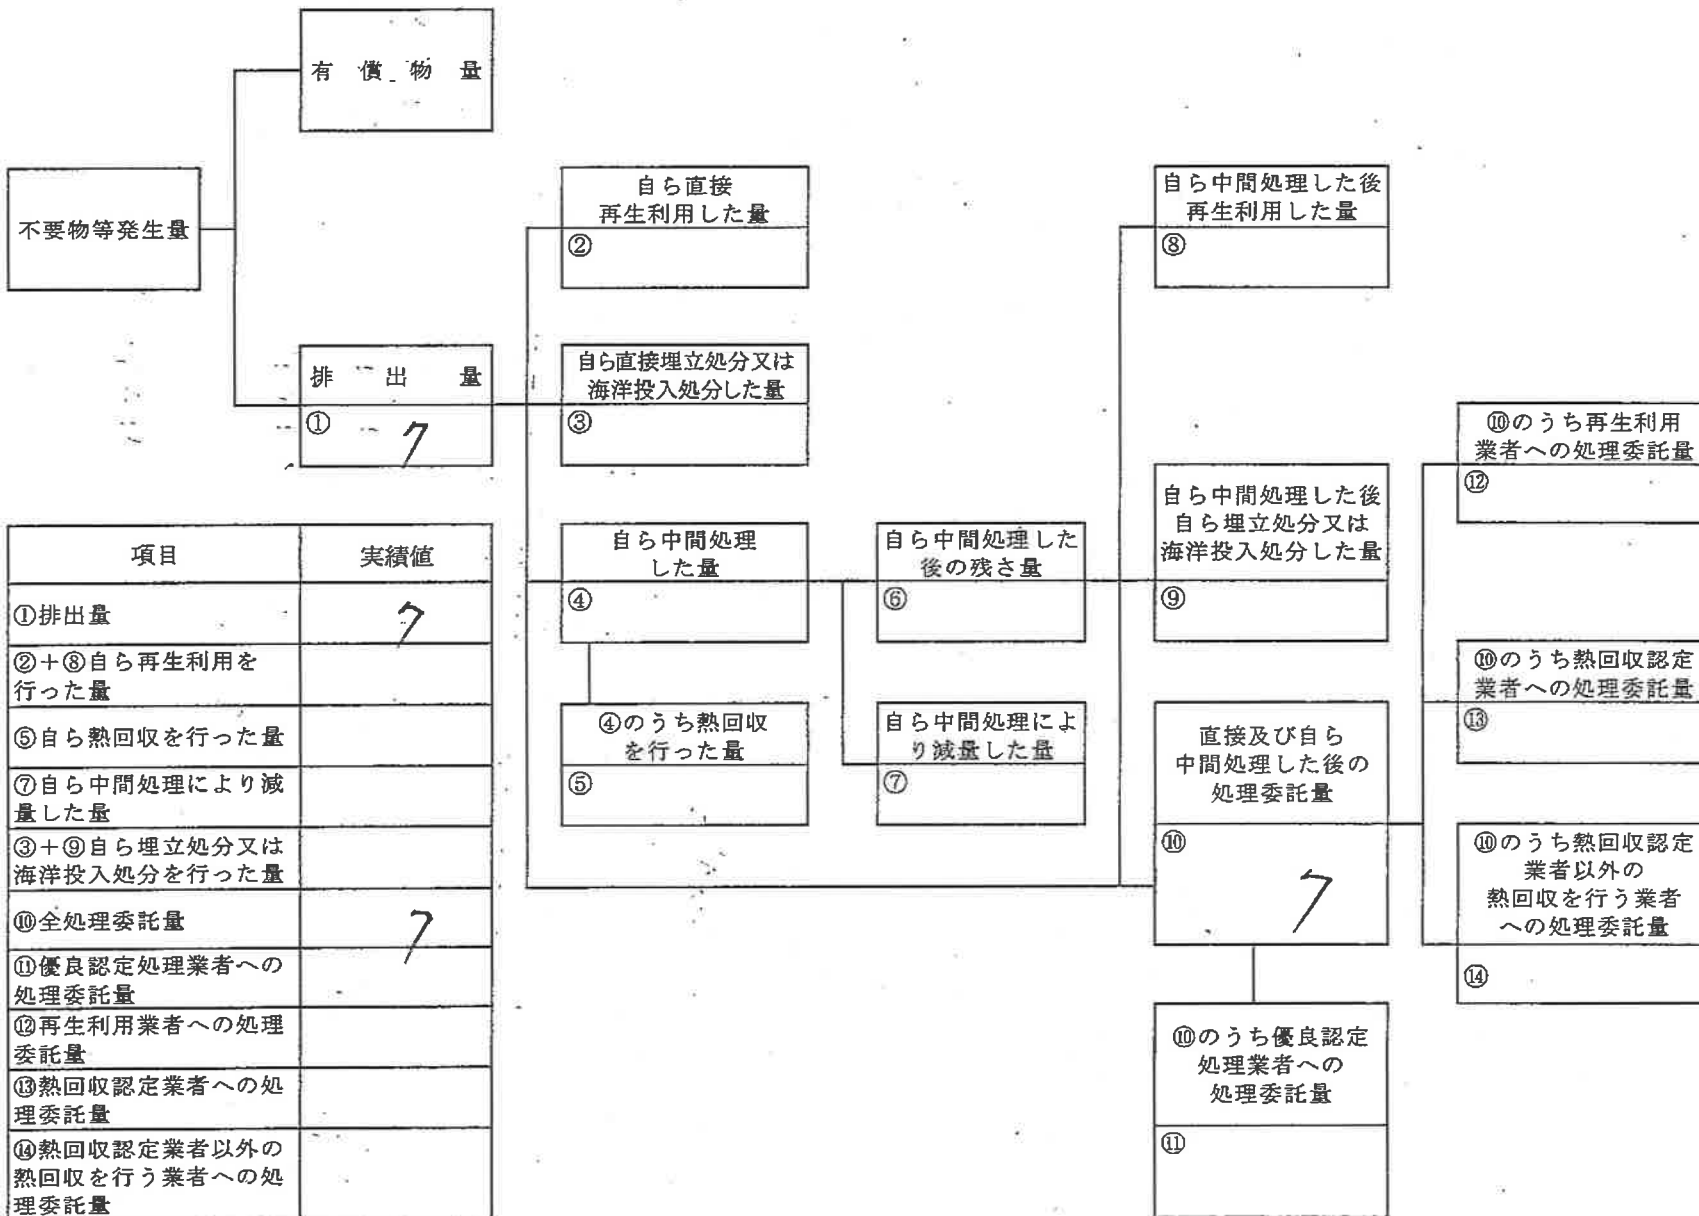 有償物量
不要物等発生量
排出量
① 7
自ら直接
再生利用した量
②
自ら直接埋立処分又は
海洋投入処分した量
③
自ら中間処理
した量
④
④のうち熱回収
を行った量
⑤
自ら中間処理した
後の残さ量
⑥
自ら中間処理によ
り減量した量
⑦
自ら中間処理した後
再生利用した量
⑧
自ら中間処理した後
自ら埋立処分又は
海洋投入処分した量
⑨
直接及び自ら
中間処理した後の
処理委託量
⑩ 7
⑩のうち優良認定
処理業者への
処理委託量
⑪
⑩のうち再生利用
業者への処理委託量
⑫
⑩のうち熱回収認定
業者への処理委託量
⑬
⑩のうち熱回収認定
業者以外の
熱回収を行う業者
への処理委託量
⑭
項目 実績値
①排出量 7
②+⑧自ら再生利用を
行った量
⑤自ら熱回収を行った量
⑦自ら中間処理により減
量した量
③+⑨自ら埋立処分又は
海洋投入処分を行った量
⑩全処理委託量 7
⑪優良認定処理業者への
処理委託量
⑫再生利用業者への処理
委託量
⑬熱回収認定業者への処
理委託量
⑭熱回収認定業者以外の
熱回収を行う業者への処
理委託量